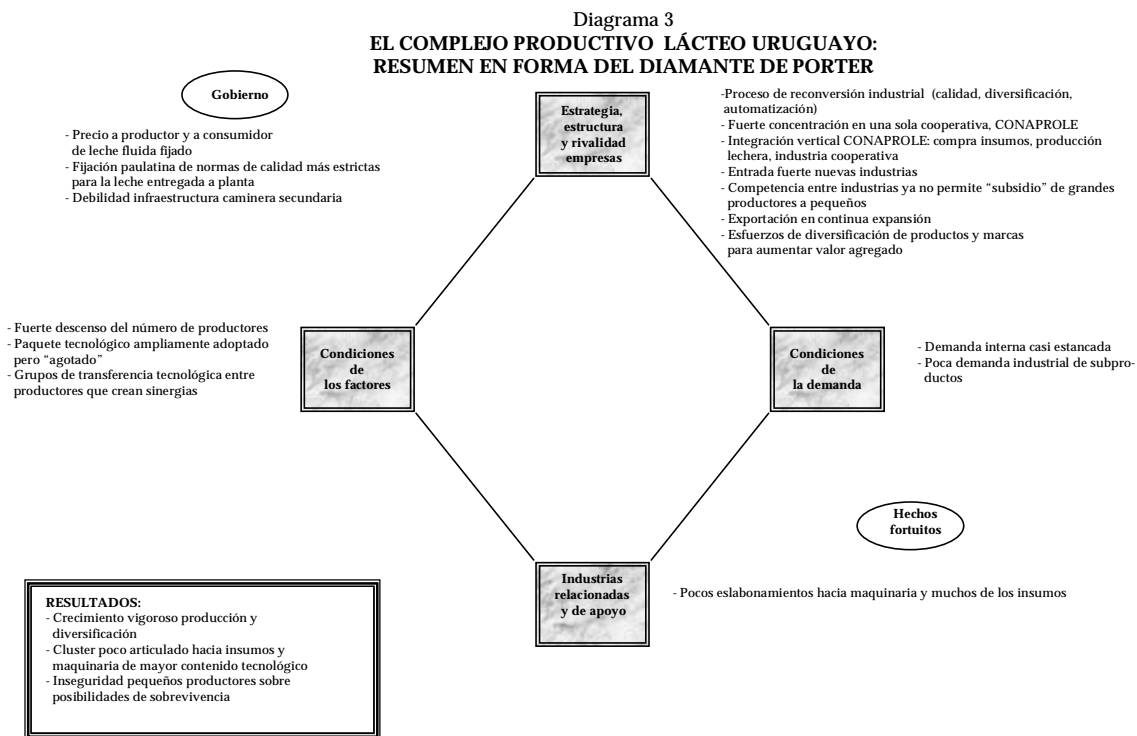 Diagrama 3
EL COMPLEJO PRODUCTIVO LÁCTEO URUGUAYO:
RESUMEN EN FORMA DEL DIAMANTE DE PORTER
Gobierno
- Precio a productor y a consumidor
de leche fluida fijado
- Fijación paulatina de normas de calidad más estrictas
para la leche entregada a planta
- Debilidad infraestructura caminera secundaria
Estrategia,
estructura
y rivalidad
empresas
-Proceso de reconversión industrial (calidad, diversificación,
automatización)
- Fuerte concentración en una sola cooperativa, CONAPROLE
- Integración vertical CONAPROLE: compra insumos, producción
lechera, industria cooperativa
- Entrada fuerte nuevas industrias
- Competencia entre industrias ya no permite “subsidio” de grandes
productores a pequeños
- Exportación en continua expansión
- Esfuerzos de diversificación de productos y marcas
para aumentar valor agregado
- Fuerte descenso del número de productores
- Paquete tecnológico ampliamente adoptado
pero “agotado”
- Grupos de transferencia tecnológica entre
productores que crean sinergias
Condiciones
de
los factores
Condiciones
de
la demanda
- Demanda interna casi estancada
- Poca demanda industrial de subpro-
ductos
Hechos
fortuitos
Industrias
relacionadas
y de apoyo
- Pocos eslabonamientos hacia maquinaria y muchos de los insumos
RESULTADOS:
- Crecimiento vigoroso producción y
diversificación
- Cluster poco articulado hacia insumos y
maquinaria de mayor contenido tecnológico
- Inseguridad pequeños productores sobre
posibilidades de sobrevivencia